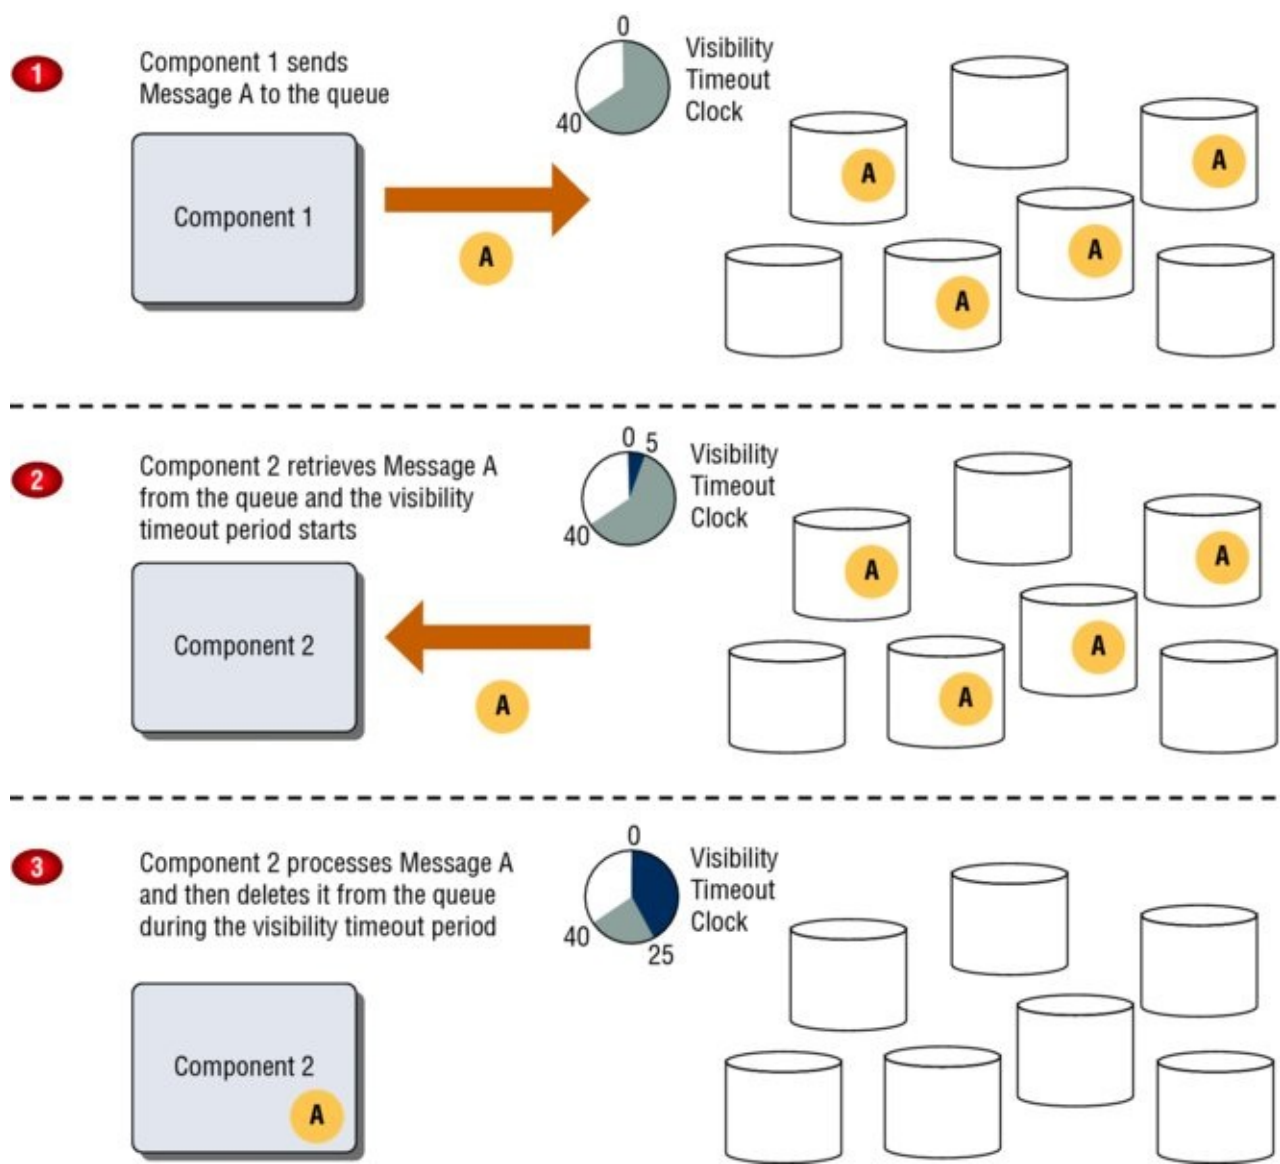 1
Component 1 sends
Message A to the queue
0
40
Visibility
Timeout
Clock
Component 1
A
A
A
A
A
2
Component 2 retrieves Message A
from the queue and the visibility
timeout period starts
0 5
40
Visibility
Timeout
Clock
Component 2
A
A
A
A
A
3
Component 2 processes Message A
and then deletes it from the queue
during the visibility timeout period
0
40
25
Visibility
Timeout
Clock
Component 2
A